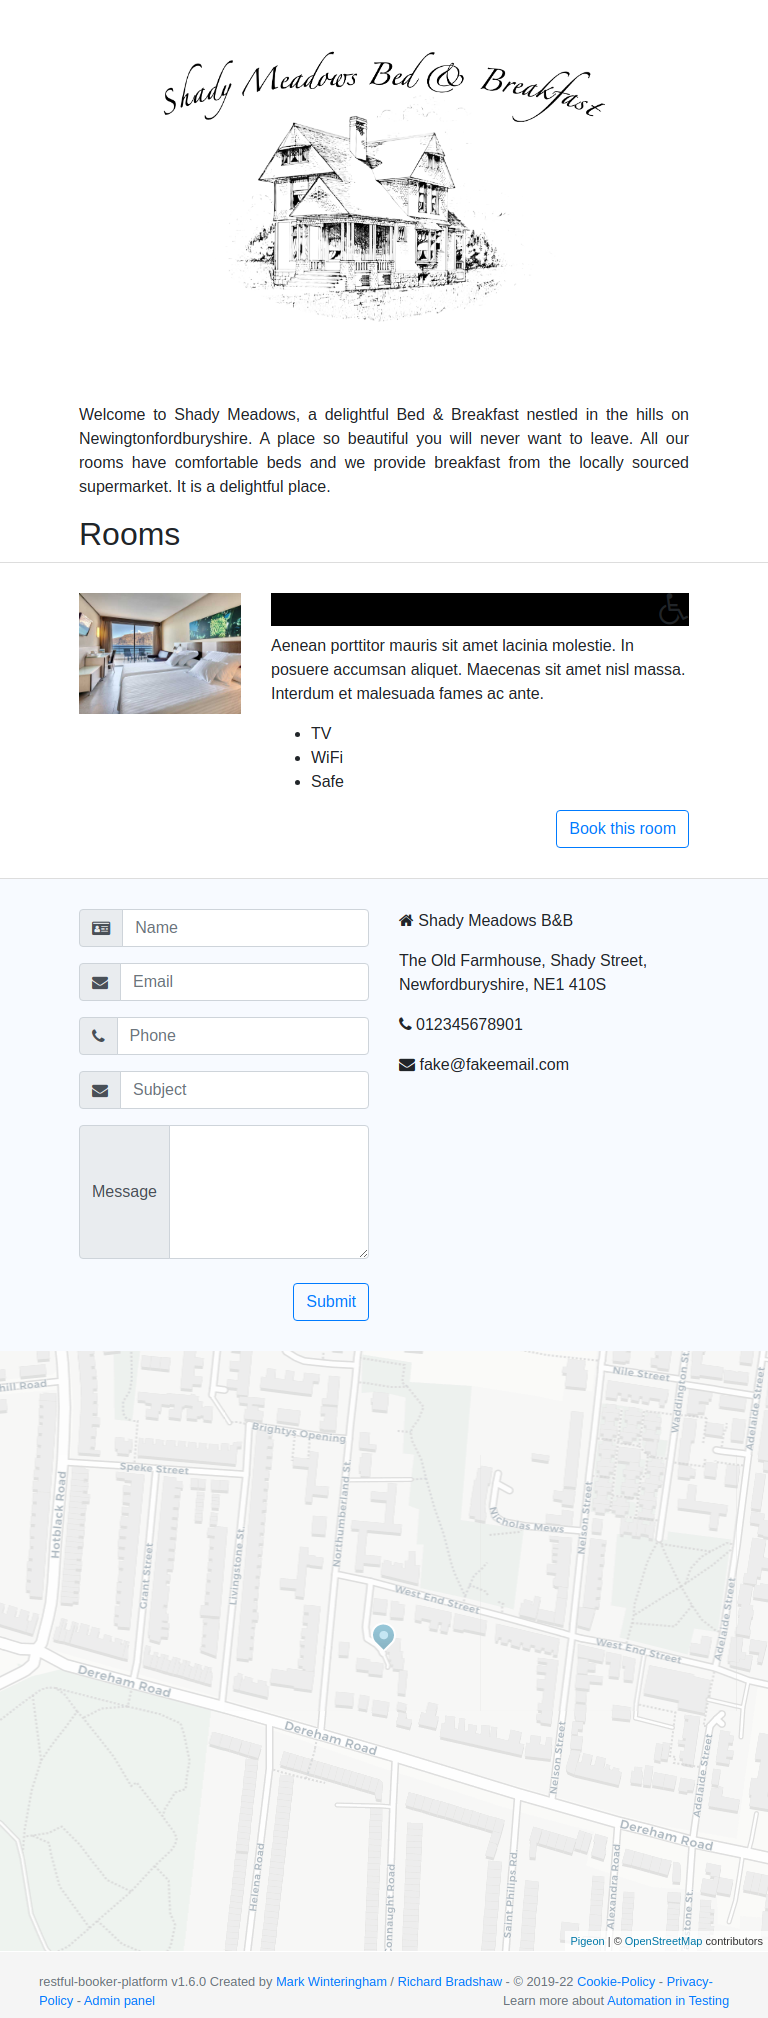 Shady Meadows Bed & Breakfast
Welcome to Shady Meadows, a delightful Bed & Breakfast nestled in the hills on
Newingtonfordburyshire. A place so beautiful you will never want to leave. All our
rooms have comfortable beds and we provide breakfast from the locally sourced
supermarket. It is a delightful place.
Rooms
Aenean porttitor mauris sit amet lacinia molestie. In
posuere accumsan aliquet. Maecenas sit amet nisl massa.
Interdum et malesuada fames ac ante.
TV
WiFi
Safe
Book this room
Name
Email
Phone
Subject
Message
Submit
Shady Meadows B&B
The Old Farmhouse, Shady Street,
Newfordburyshire, NE1 410S
012345678901
fake@fakeemail.com
hill Road
Nile Street
Waddington St
Adelaide Street
Brightys Opening
Speke Street
Hotblack Road
Northumberland St
Nicholas Mews
Nelson Street
Grant Street
Livingstone St
West End Street
Adelaide Street
West End Street
Dereham Road
Dereham Road
Nelson Street
Adelaide Street
Dereham Road
Helena Road
Connaught Road
Saint Philips Rd
Alexandra Road
tone St
Pigeon | © OpenStreetMap contributors
restful-booker-platform v1.6.0 Created by Mark Winteringham / Richard Bradshaw - © 2019-22 Cookie-Policy - Privacy-
Policy - Admin panel
Learn more about Automation in Testing